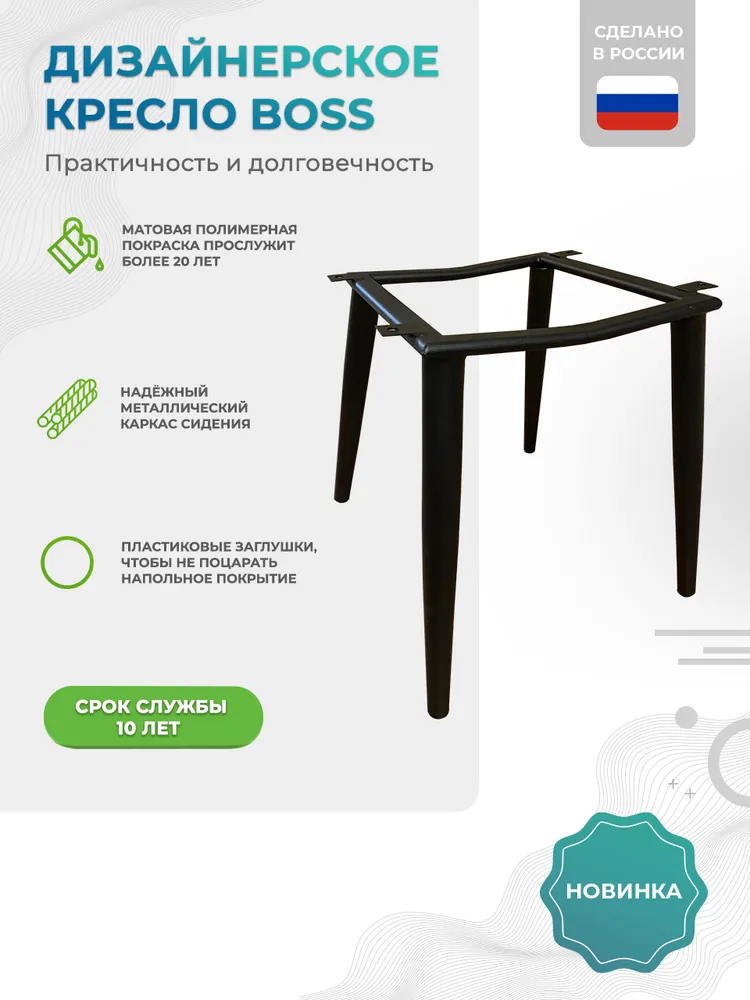 ДИЗАЙНЕРСКОЕ
КРЕСЛО BOSS
Практичность и долговечность
СДЕЛАНО
В РОССИИ
МАТОВАЯ ПОЛИМЕРНАЯ
ПОКРАСКА ПРОСЛУЖИТ
БОЛЕЕ 20 ЛЕТ
НАДЁЖНЫЙ
МЕТАЛЛИЧЕСКИЙ
КАРКАС СИДЕНИЯ
ПЛАСТИКОВЫЕ ЗАГЛУШКИ,
ЧТОБЫ НЕ ПОЦАРАТЬ
НАПОЛЬНОЕ ПОКРЫТИЕ
СРОК СЛУЖБЫ
10 ЛЕТ
НОВИНКА